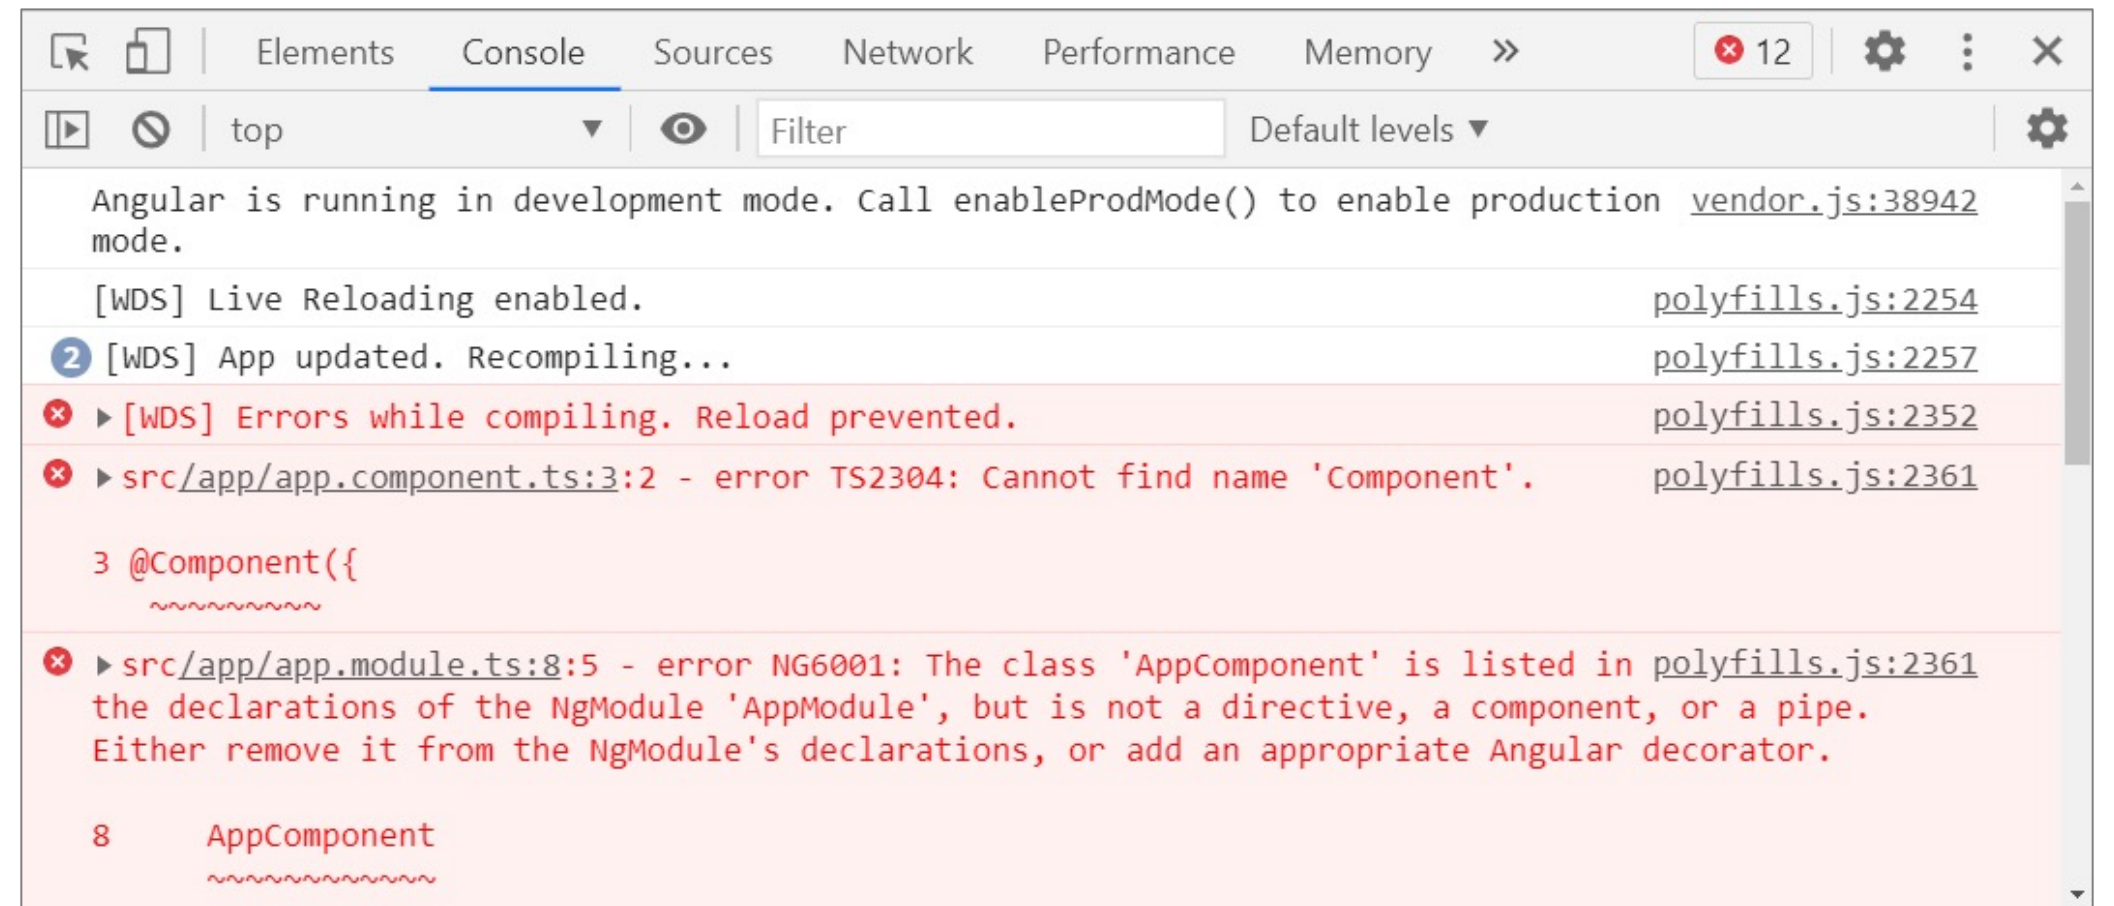 Elements Console Sources Network Performance Memory » 12
top Filter Default levels
Angular is running in development mode. Call enableProdMode() to enable production vendor.js:38942
mode.
[WDS] Live Reloading enabled. polyfills.js:2254
2 [WDS] App updated. Recompiling... polyfills.js:2257
[WDS] Errors while compiling. Reload prevented. polyfills.js:2352
src/app/app.component.ts:3:2 - error TS2304: Cannot find name 'Component'. polyfills.js:2361
3 @Component({
~~~~~~~~~
src/app/app.module.ts:8:5 - error NG6001: The class 'AppComponent' is listed in polyfills.js:2361
the declarations of the NgModule 'AppModule', but is not a directive, a component, or a pipe.
Either remove it from the NgModule's declarations, or add an appropriate Angular decorator.
8     AppComponent
~~~~~~~~~~~~